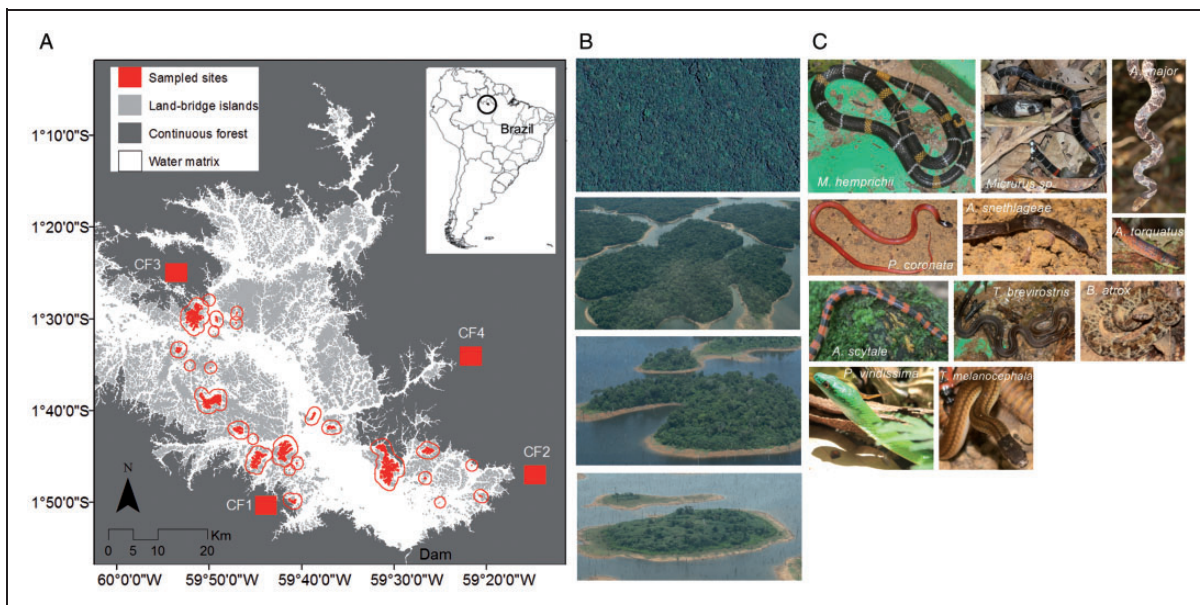 A
B
C
Sampled sites
Land-bridge islands
Continuous forest
Water matrix
Brazil
1°10'0"S
1°20'0"S
1°30'0"S
1°40'0"S
1°50'0"S
CF3
CF4
CF2
CF1
N
0 5 10 20
Km
Dam
60°0'0"W 59°50'0"W 59°40'0"W 59°30'0"W 59°20'0"W
M. hemprichii
Micrurus sp.
A. major
P. coronata
A. snethlageae
A. torquatus
A. scytale
T. brevirostris
B. atrox
P. viridissima
T. melanocephala